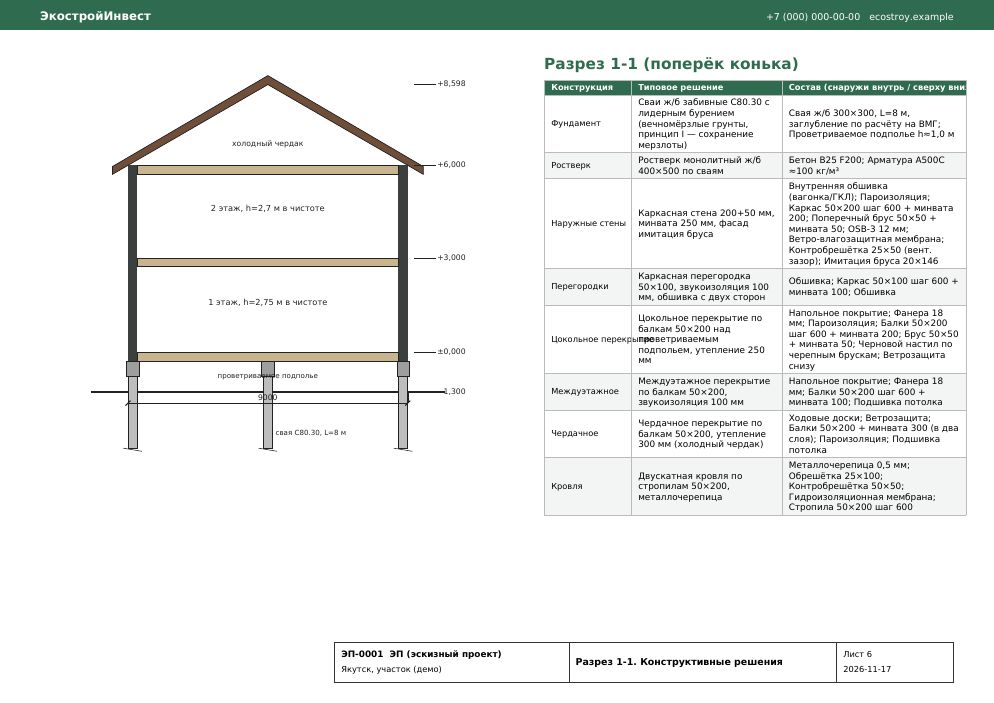 ЭкостройИнвест
+7 (000) 000-00-00 ecostroy.example
+8,598
холодный чердак
+6,000
2 этаж, h=2,7 м в чистоте
+3,000
1 этаж, h=2,75 м в чистоте
±0,000
проветриваемое подполье
1,300
9000
свая С80.30, L=8 м
Разрез 1-1 (поперёк конька)
Конструкция
Типовое решение
Состав (снаружи внутрь / сверху вниз
Фундамент
Сваи ж/б забивные С80.30 с
лидерным бурением
(вечномёрзлые грунты,
принцип I — сохранение
мерзлоты)
Свая ж/б 300×300, L=8 м,
заглубление по расчёту на ВМГ;
Проветриваемое подполье h≈1,0 м
Ростверк
Ростверк монолитный ж/б
400×500 по сваям
Бетон B25 F200; Арматура А500С
≈100 кг/м³
Наружные стены
Каркасная стена 200+50 мм,
минвата 250 мм, фасад
имитация бруса
Внутренняя обшивка
(вагонка/ГКЛ); Пароизоляция;
Каркас 50×200 шаг 600 + минвата
200; Поперечный брус 50×50 +
минвата 50; OSB-3 12 мм;
Ветро-влагозащитная мембрана;
Контробрешётка 25×50 (вент.
зазор); Имитация бруса 20×146
Перегородки
Каркасная перегородка
50×100, звукоизоляция 100
мм, обшивка с двух сторон
Обшивка; Каркас 50×100 шаг 600 +
минвата 100; Обшивка
Цокольное перекрытие
Цокольное перекрытие по
балкам 50×200 над
проветриваемым
подпольем, утепление 250
мм
Напольное покрытие; Фанера 18
мм; Пароизоляция; Балки 50×200
шаг 600 + минвата 200; Брус 50×50
+ минвата 50; Черновой настил по
черепным брускам; Ветрозащита
снизу
Междуэтажное
Междуэтажное перекрытие
по балкам 50×200,
звукоизоляция 100 мм
Напольное покрытие; Фанера 18
мм; Балки 50×200 шаг 600 +
минвата 100; Подшивка потолка
Чердачное
Чердачное перекрытие по
балкам 50×200, утепление
300 мм (холодный чердак)
Ходовые доски; Ветрозащита;
Балки 50×200 + минвата 300 (в два
слоя); Пароизоляция; Подшивка
потолка
Кровля
Двускатная кровля по
стропилам 50×200,
металлочерепица
Металлочерепица 0,5 мм;
Обрешётка 25×100;
Контробрешётка 50×50;
Гидроизоляционная мембрана;
Стропила 50×200 шаг 600
ЭП-0001 ЭП (эскизный проект)
Якутск, участок (демо)
Разрез 1-1. Конструктивные решения
Лист 6
2026-11-17